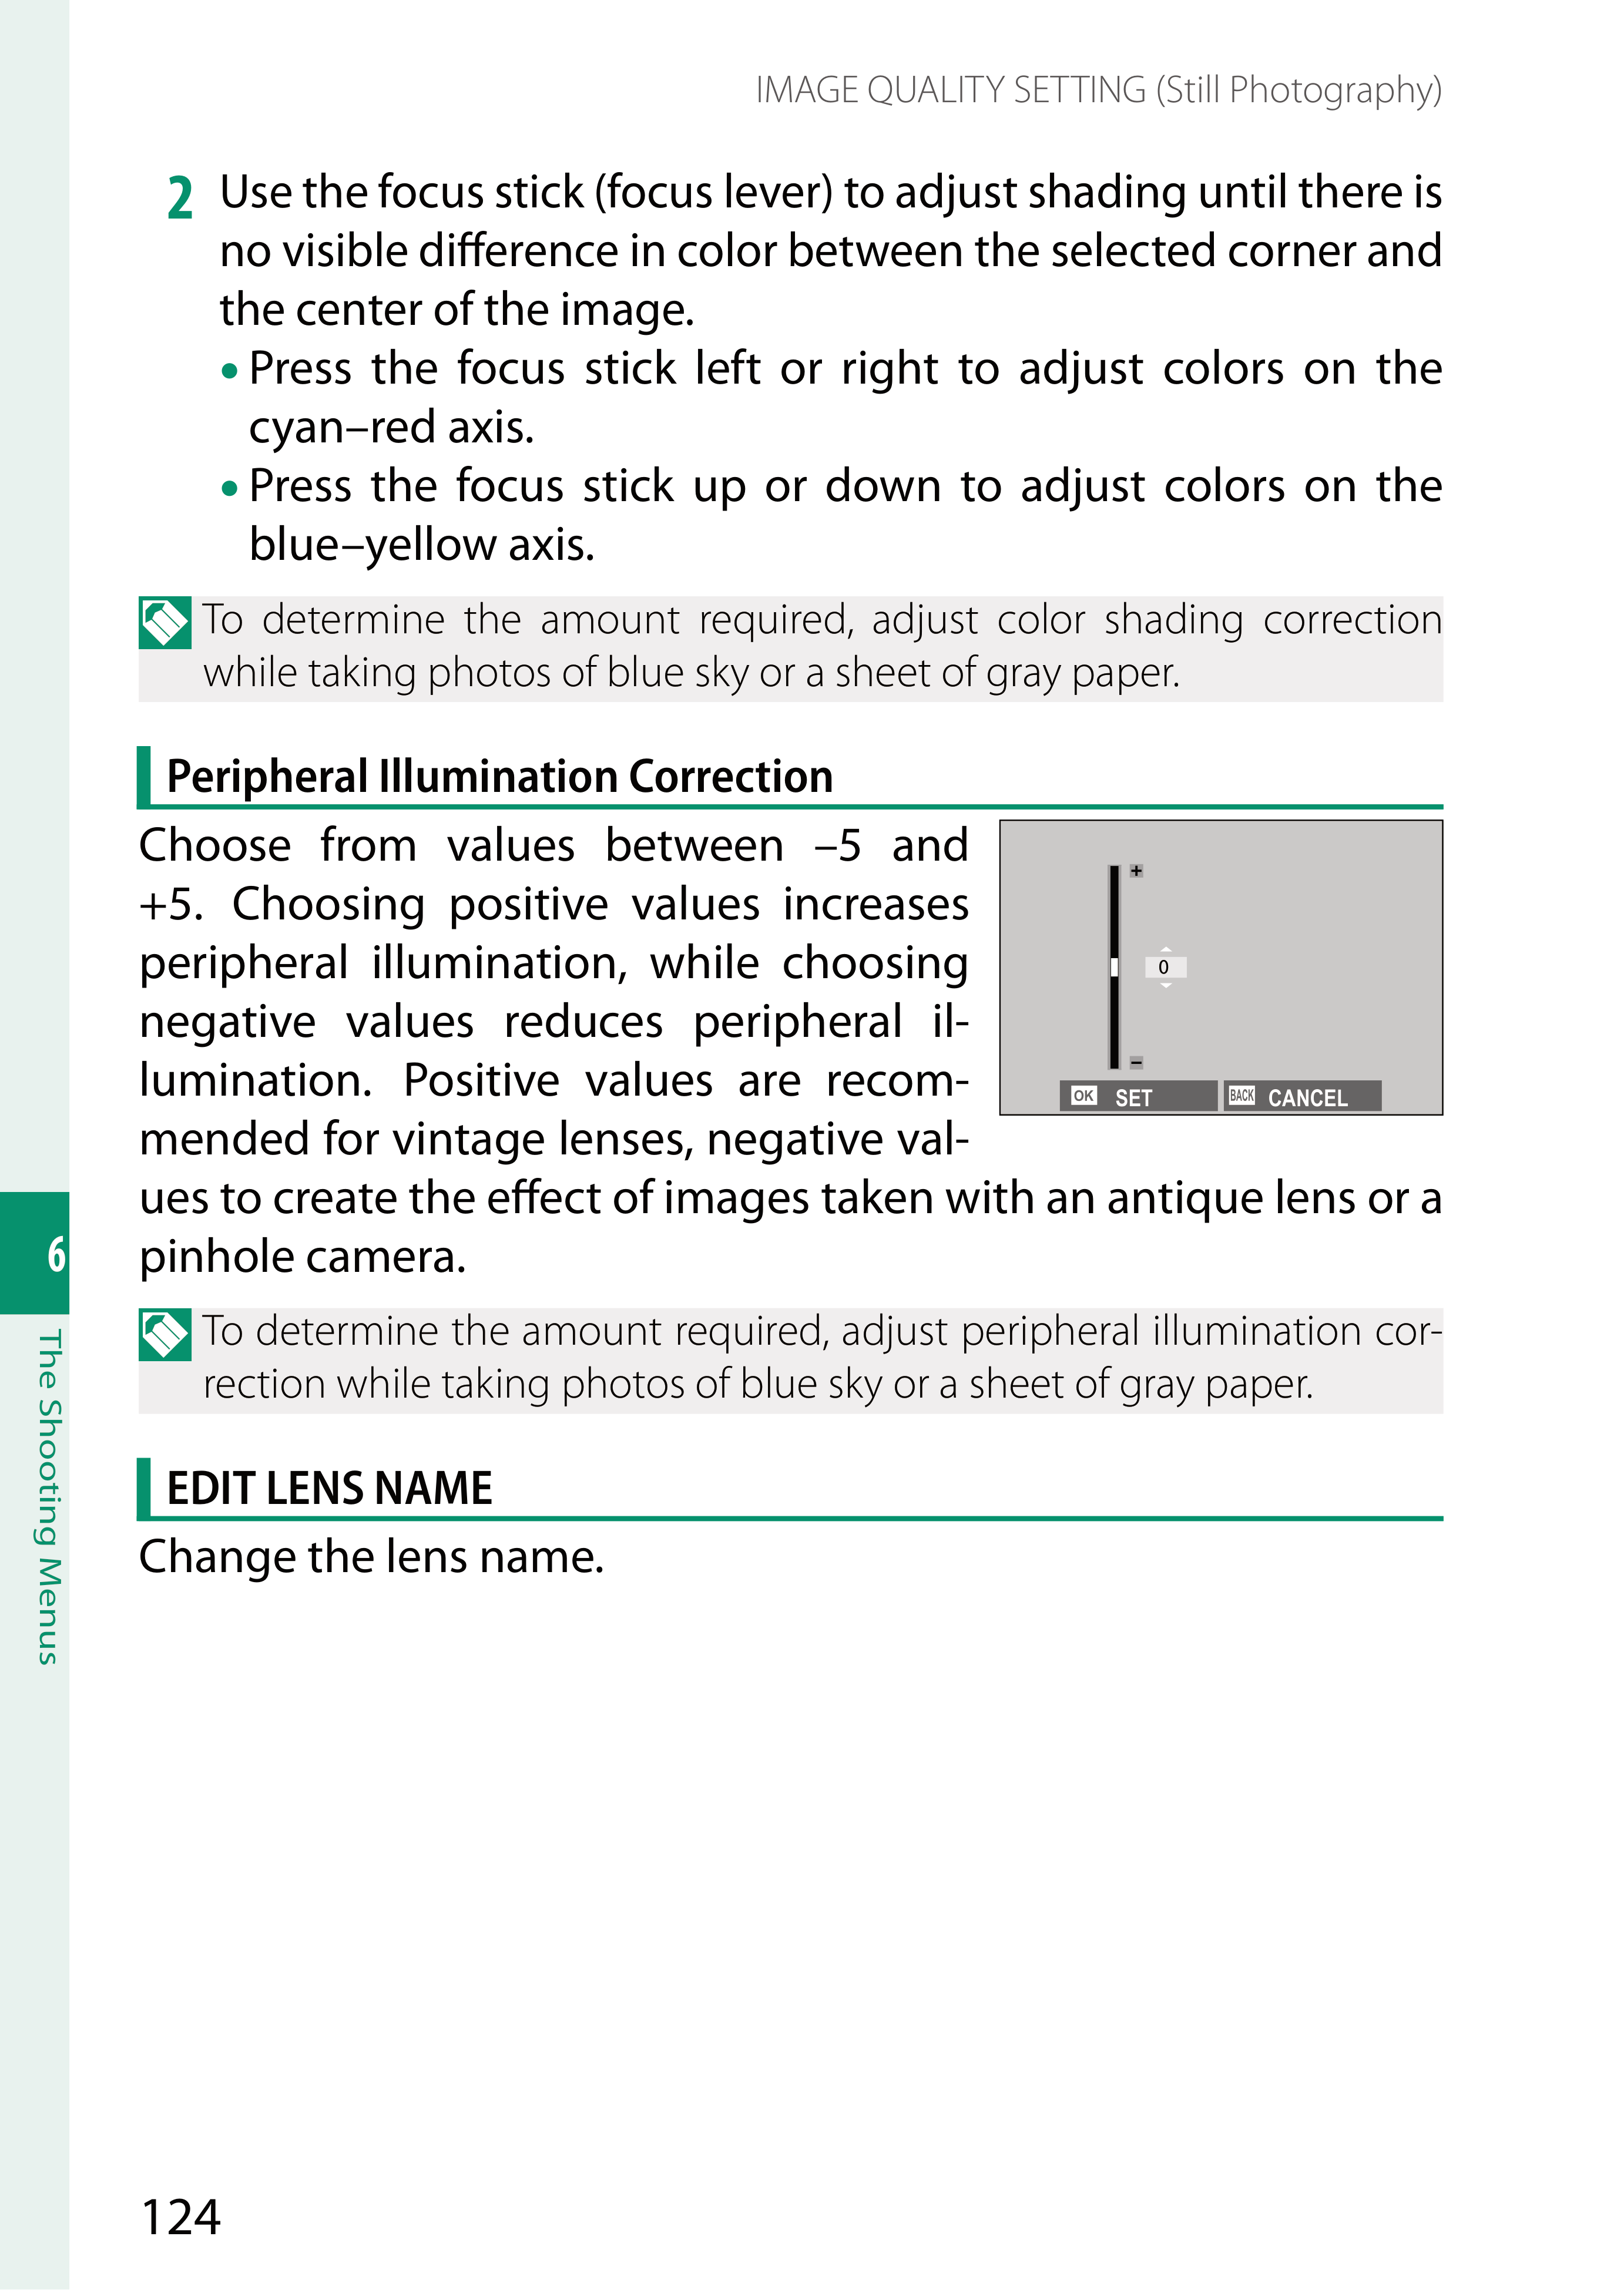 IMAGE QUALITY SETTING (Still Photography)
2 Use the focus stick (focus lever) to adjust shading until there is
no visible difference in color between the selected corner and
the center of the image.
• Press the focus stick left or right to adjust colors on the
cyan–red axis.
• Press the focus stick up or down to adjust colors on the
blue–yellow axis.
To determine the amount required, adjust color shading correction
while taking photos of blue sky or a sheet of gray paper.
Peripheral Illumination Correction
Choose from values between –5 and
+5. Choosing positive values increases
peripheral illumination, while choosing
negative values reduces peripheral il-
lumination. Positive values are recom-
mended for vintage lenses, negative val-
ues to create the effect of images taken with an antique lens or a
pinhole camera.
+
0
–
OK SET BACK CANCEL
To determine the amount required, adjust peripheral illumination cor-
rection while taking photos of blue sky or a sheet of gray paper.
EDIT LENS NAME
Change the lens name.
6
The Shooting Menus
124